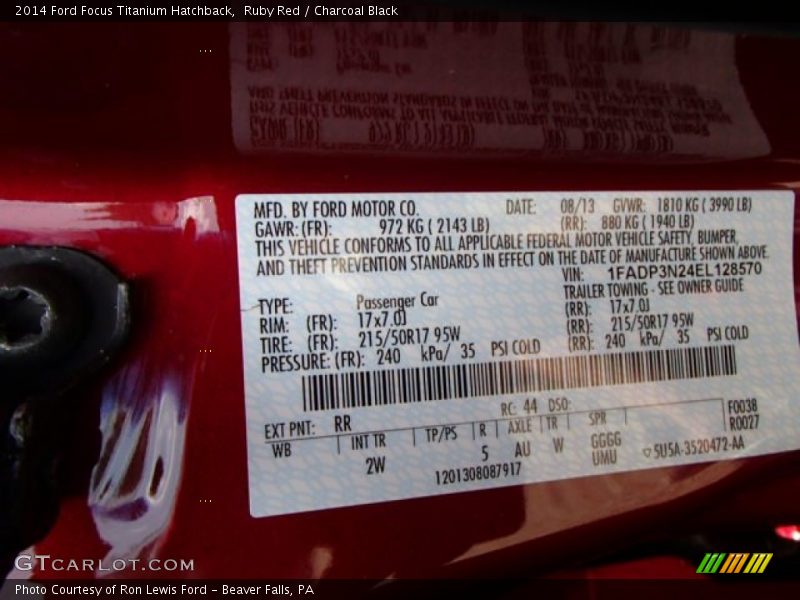 2014 Ford Focus Titanium Hatchback, Ruby Red / Charcoal Black
MFD. BY FORD MOTOR CO. DATE: 08/13 GVWR: 1810 KG ( 3990 LB)
GAWR: (FR): 972 KG ( 2143 LB) (RR): 880 KG ( 1940 LB)
THIS VEHICLE CONFORMS TO ALL APPLICABLE FEDERAL MOTOR VEHICLE SAFETY, BUMPER,
AND THEFT PREVENTION STANDARDS IN EFFECT ON THE DATE OF MANUFACTURE SHOWN ABOVE.
VIN: 1FADP3N24EL128570
TYPE: Passenger Car TRAILER TOWING - SEE OWNER GUIDE
RIM: (FR): 17x7.0J (RR): 17x7.0J
TIRE: (FR): 215/50R17 95W (RR): 215/50R17 95W
PRESSURE: (FR): 240 kPa/ 35 PSI COLD (RR): 240 kPa/ 35 PSI COLD
RC: 44 DSO:
EXT PNT: RR F0038
WB INT TR TP/PS R AXLE TR SPR R0027
2W 5 AU W GGGG
UMU 5U5A-3520472-AA
1201308087917
GTCARLOT.COM
Photo Courtesy of Ron Lewis Ford - Beaver Falls, PA